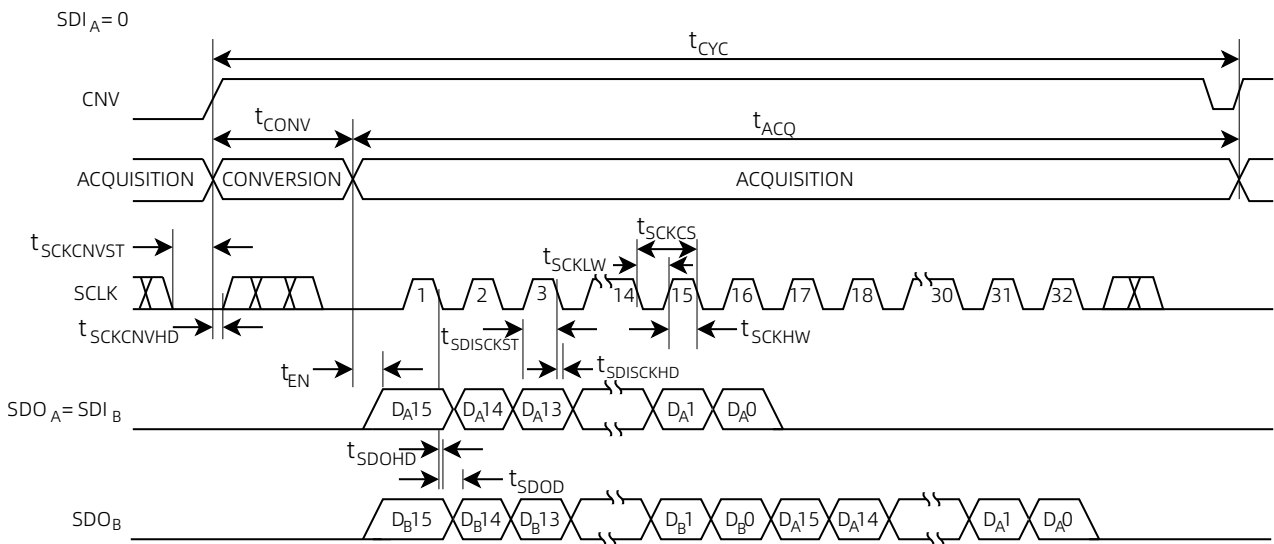 SDI A= 0
tCYC
CNV
tCONV
tACQ
ACQUISITION CONVERSION ACQUISITION
tSCKCNVST
tSCKCS
tSCKLW
SCLK 1 2 3 14 15 16 17 18 30 31 32
tSCKCNVHD
tSDISCKST
tSCKHW
tEN
tSDISCKHD
SDO A= SDI B DA15 DA14 DA13 DA1 DA0
tSDOHD
tSDOD
SDOB DB15 DB14 DB13 DB1 DB0 DA15 DA14 DA1 DA0